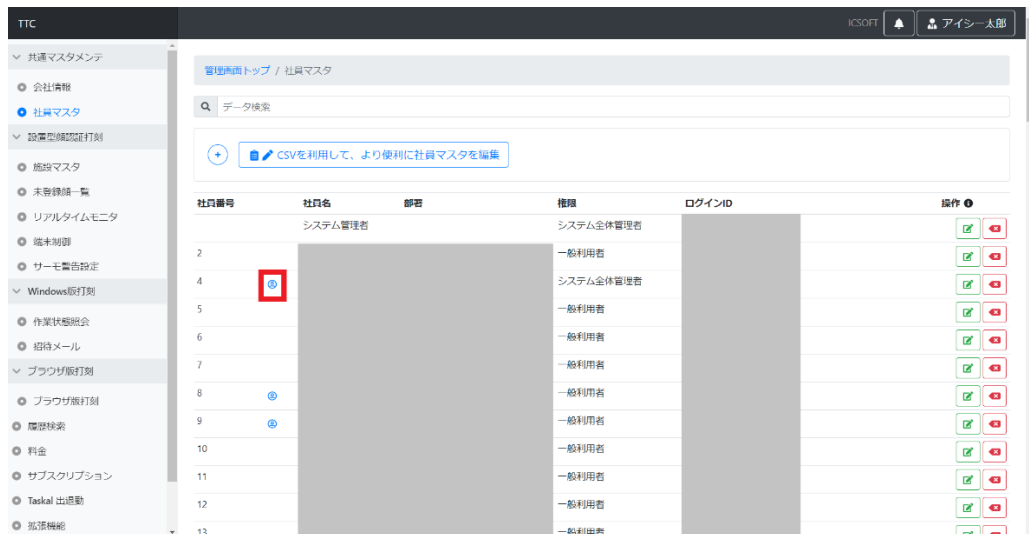 TTC
ICSOFT
アイシー太郎
共通マスタメンテ
会社情報
社員マスタ
設置型顔認証打刻
施設マスタ
未登録顔一覧
リアルタイムモニタ
端末制御
サーモ警告設定
Windows版打刻
作業状態照会
招待メール
ブラウザ版打刻
ブラウザ版打刻
履歴検索
料金
サブスクリプション
Taskal 出退勤
拡張機能
管理画面トップ / 社員マスタ
データ検索
CSVを利用して、より便利に社員マスタを編集
社員番号 社員名 部署 権限 ログインID 操作
システム管理者 システム全体管理者
2 一般利用者
4 システム全体管理者
5 一般利用者
6 一般利用者
7 一般利用者
8 一般利用者
9 一般利用者
10 一般利用者
11 一般利用者
12 一般利用者
13 一般利用者